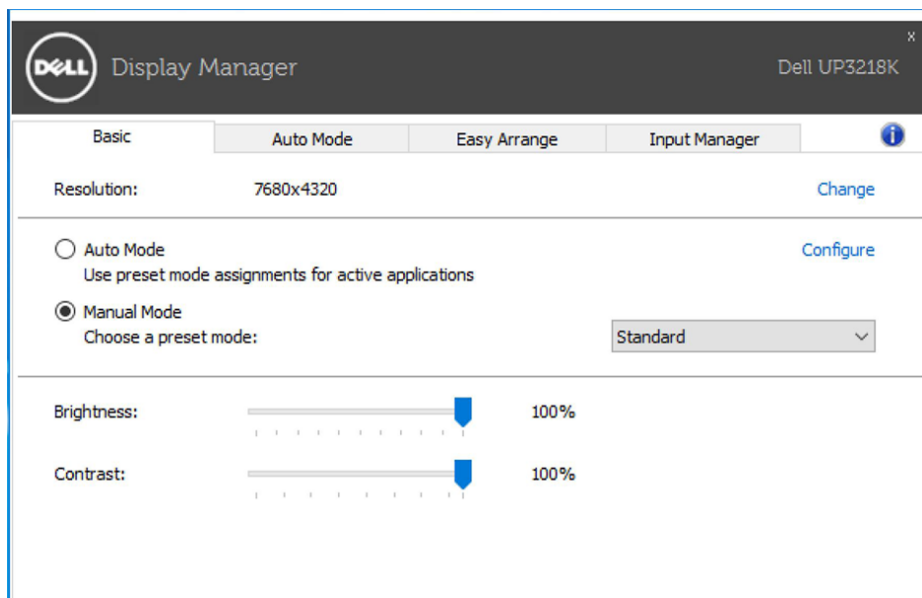 DELL Display Manager Dell UP3218K
x
Basic Auto Mode Easy Arrange Input Manager i
Resolution: 7680x4320 Change
Auto Mode Configure
Use preset mode assignments for active applications
Manual Mode
Choose a preset mode: Standard
Brightness: 100%
Contrast: 100%